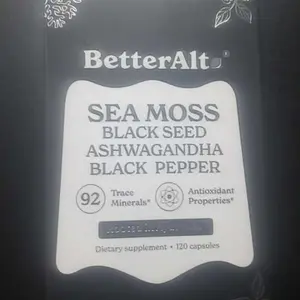 BetterAlt
SEA MOSS
BLACK SEED
ASHWAGANDHA
BLACK PEPPER
92 Trace Minerals*
Antioxidant Properties*
Dietary supplement • 120 capsules